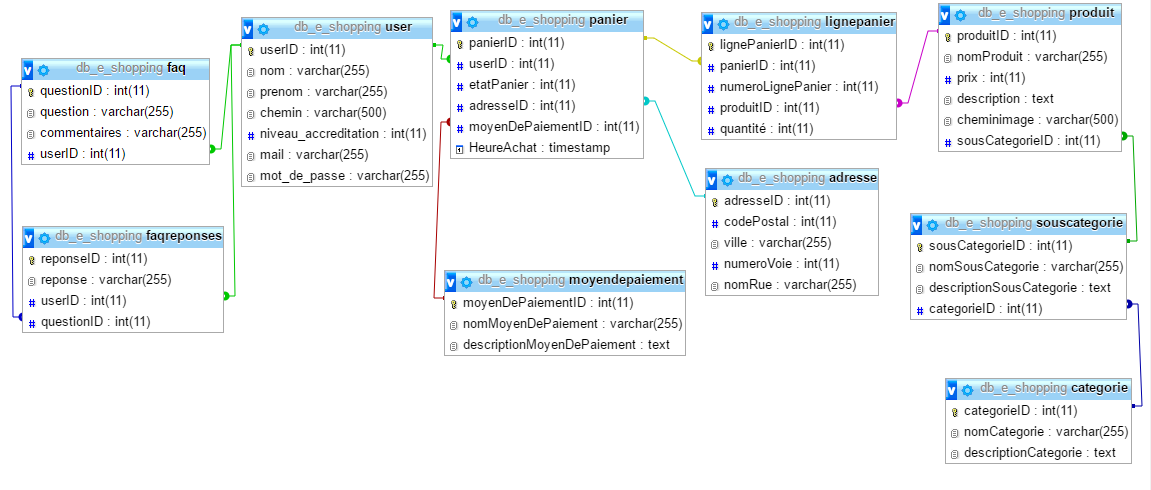 db_e_shopping faq
questionID : int(11)
question : varchar(255)
commentaires : varchar(255)
userID : int(11)
db_e_shopping faqreponses
reponseID : int(11)
reponse : varchar(255)
userID : int(11)
questionID : int(11)
db_e_shopping user
userID : int(11)
nom : varchar(255)
prenom : varchar(255)
chemin : varchar(500)
niveau_accreditation : int(11)
mail : varchar(255)
mot_de_passe : varchar(255)
db_e_shopping panier
panierID : int(11)
userID : int(11)
etatPanier : int(11)
adresseID : int(11)
moyenDePaiementID : int(11)
HeureAchat : timestamp
db_e_shopping moyendepaiement
moyenDePaiementID : int(11)
nomMoyenDePaiement : varchar(255)
descriptionMoyenDePaiement : text
db_e_shopping lignepanier
lignePanierID : int(11)
panierID : int(11)
numeroLignePanier : int(11)
produitID : int(11)
quantité : int(11)
db_e_shopping adresse
adresseID : int(11)
codePostal : int(11)
ville : varchar(255)
numeroVoie : int(11)
nomRue : varchar(255)
db_e_shopping produit
produitID : int(11)
nomProduit : varchar(255)
prix : int(11)
description : text
cheminimage : varchar(500)
sousCategorieID : int(11)
db_e_shopping souscategorie
sousCategorieID : int(11)
nomSousCategorie : varchar(255)
descriptionSousCategorie : text
categorieID : int(11)
db_e_shopping categorie
categorieID : int(11)
nomCategorie : varchar(255)
descriptionCategorie : text